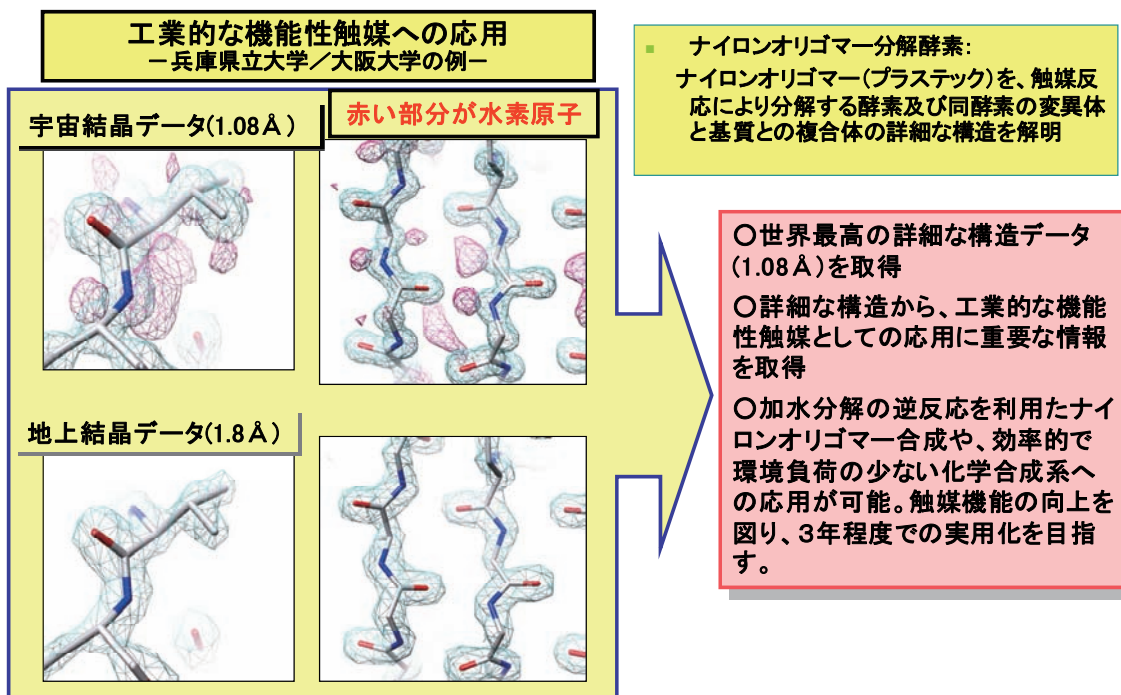 工業的な機能性触媒への応用
－兵庫県立大学／大阪大学の例－
宇宙結晶データ(1.08Å)
赤い部分が水素原子
地上結晶データ(1.8Å)
▪ ナイロンオリゴマー分解酵素:
ナイロンオリゴマー(プラステック)を、触媒反
応により分解する酵素及び同酵素の変異体
と基質との複合体の詳細な構造を解明
○世界最高の詳細な構造データ
(1.08Å)を取得
○詳細な構造から、工業的な機能
性触媒としての応用に重要な情報
を取得
○加水分解の逆反応を利用たナイ
ロンオリゴマー合成や、効率的で
環境負荷の少ない化学合成系へ
の応用が可能。触媒機能の向上を
図り、3年程度での実用化を目指
す。